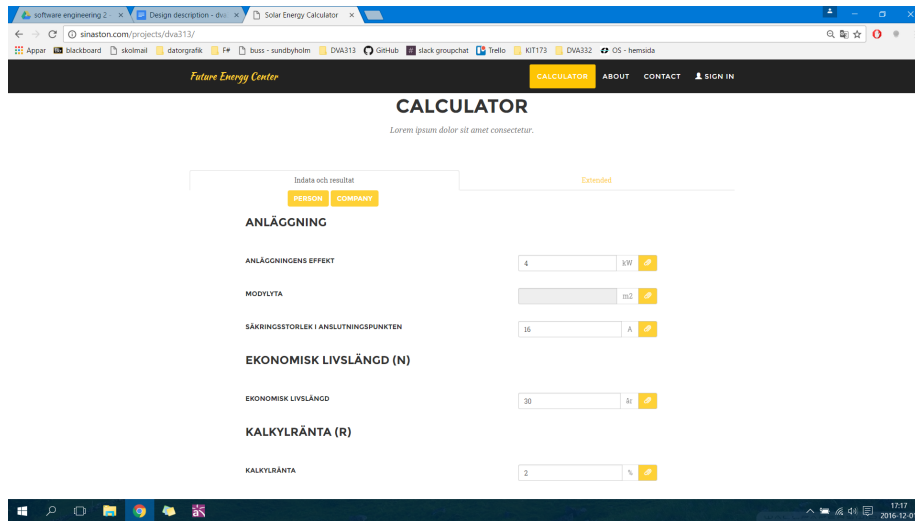 software engineering 2 -
Design description - dva
Solar Energy Calculator
sinaston.com/projects/dva313/
Appar
blackboard
skolmail
datorgrafik
F#
buss - sundbyholm
DVA313
GitHub
slack groupchat
Trello
KIT173
DVA332
OS - hemsida
Future Energy Center
CALCULATOR
ABOUT
CONTACT
SIGN IN
CALCULATOR
Lorem ipsum dolor sit amet consectetur.
Indata och resultat
Extended
PERSON
COMPANY
ANLÄGGNING
ANLÄGGNINGENS EFFEKT
4
kW
MODYLYTA
m2
SÄKRINGSSTORLEK I ANSLUTNINGSPUNKTEN
16
A
EKONOMISK LIVSLÄNGD (N)
EKONOMISK LIVSLÄNGD
30
år
KALKYLRÄNTA (R)
KALKYLRÄNTA
2
%
17:17
2016-12-0